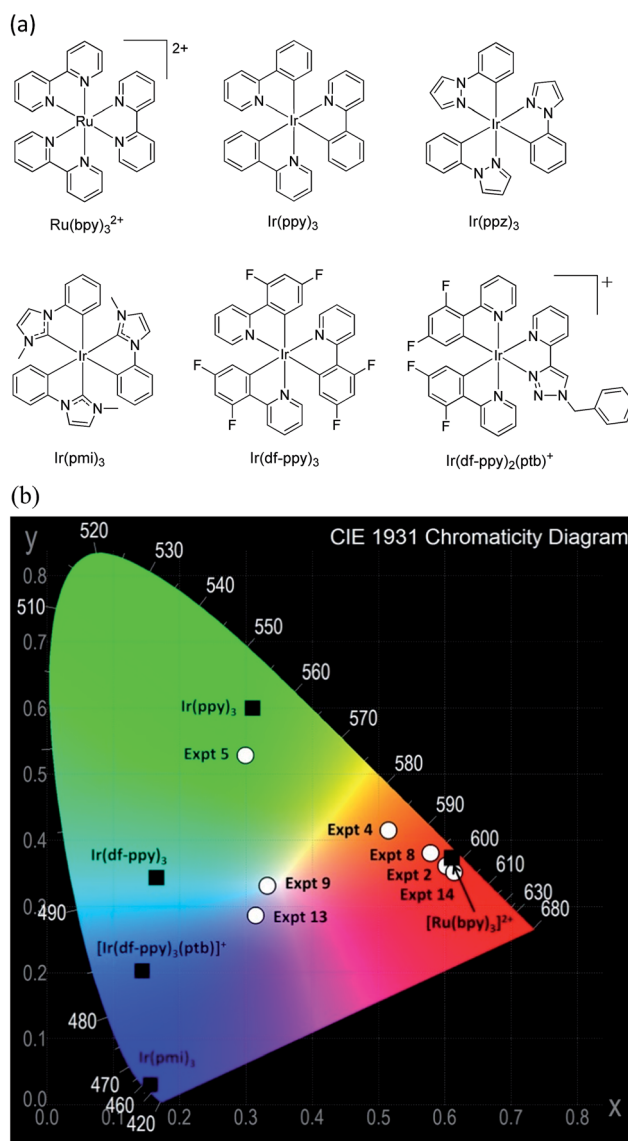 (a)
2+
N
N
N
Ru
N
N
N
Ru(bpy)₃²⁺
N
N
Ir
N
Ir(ppy)₃
N
N
N
N
Ir
N
N
Ir(ppz)₃
N
N
N
N
Ir
N
N
Ir(pmi)₃
F
F
N
N
Ir
F
F
N
F
F
Ir(df-ppy)₃
+
F
F
N
N
Ir
F
N
N
N
N
F
Ir(df-ppy)₂(ptb)⁺
(b)
CIE 1931 Chromaticity Diagram
y
520
530
540
510
550
560
570
580
590
600
610
630
680
490
480
470
460
420
0.8
0.7
0.6
0.5
0.4
0.3
0.2
0.1
0.0
Ir(ppy)₃
Expt 5
Expt 4
Expt 8
Expt 2
Expt 14
[Ru(bpy)₃]²⁺
Ir(df-ppy)₃
Expt 9
Expt 13
[Ir(df-ppy)₃(ptb)]⁺
Ir(pmi)₃
0.0 0.1 0.2 0.3 0.4 0.5 0.6 0.7 0.8
x